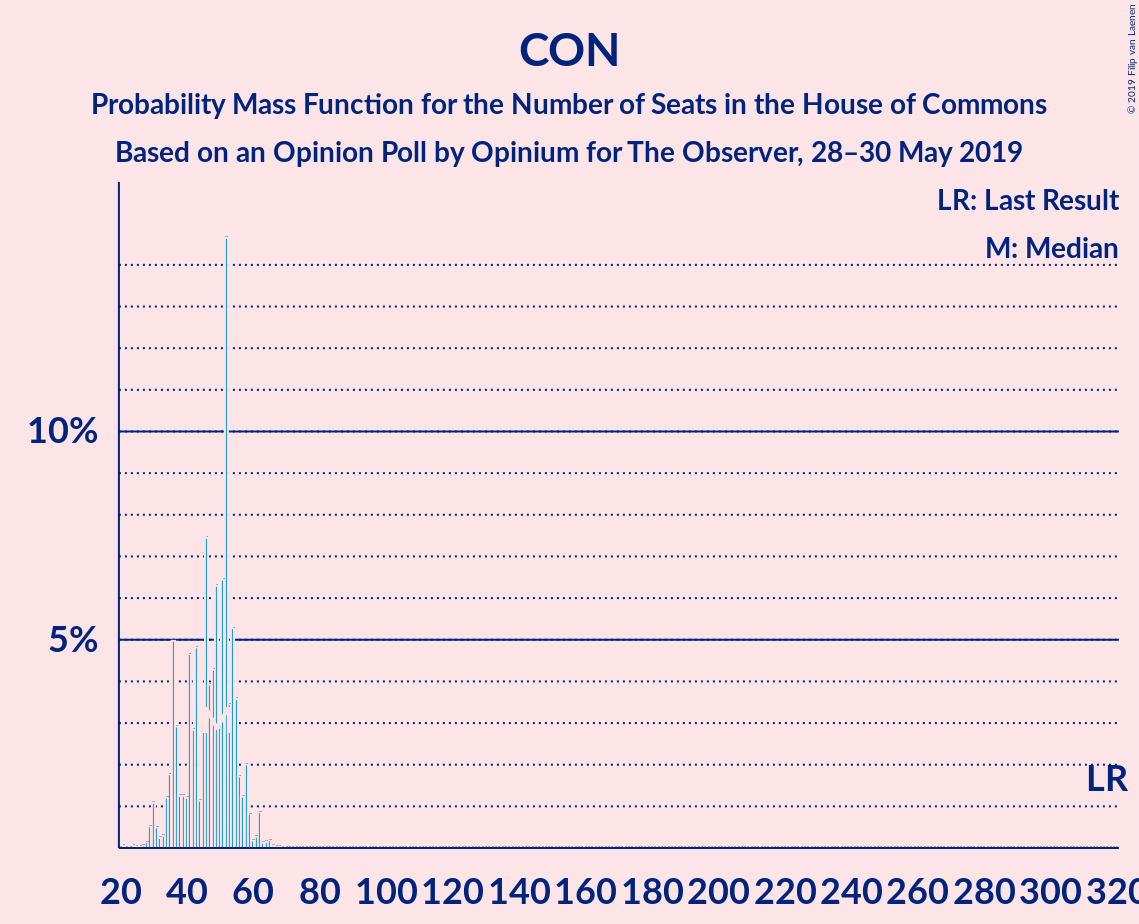 CON
Probability Mass Function for the Number of Seats in the House of Commons
Based on an Opinion Poll by Opinium for The Observer, 28–30 May 2019
© 2019 Filip van Laenen
LR: Last Result
M: Median
10%
5%
LR
20 40 60 80 100 120 140 160 180 200 220 240 260 280 300 320